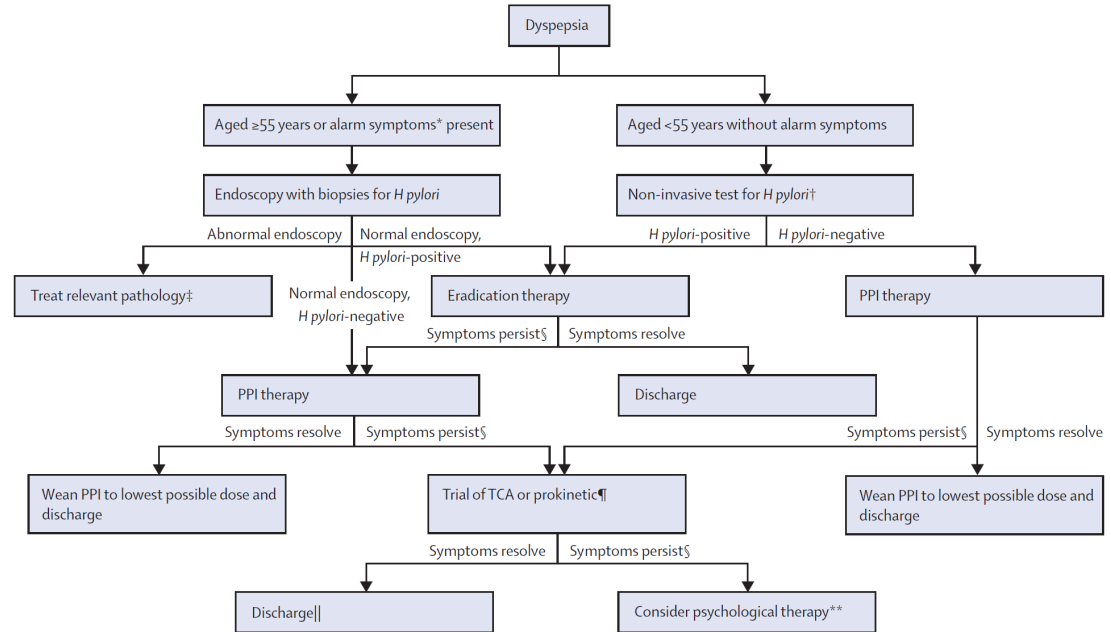 Dyspepsia
Aged ≥55 years or alarm symptoms* present
Aged <55 years without alarm symptoms
Endoscopy with biopsies for H pylori
Non-invasive test for H pylori†
Abnormal endoscopy
Normal endoscopy,
H pylori-positive
H pylori-positive
H pylori-negative
Treat relevant pathology‡
Normal endoscopy,
H pylori-negative
Eradication therapy
PPI therapy
Symptoms persist§
Symptoms resolve
PPI therapy
Discharge
Symptoms resolve
Symptoms persist§
Symptoms persist§
Symptoms resolve
Wean PPI to lowest possible dose and
discharge
Trial of TCA or prokinetic¶
Wean PPI to lowest possible dose and
discharge
Symptoms resolve
Symptoms persist§
Discharge||
Consider psychological therapy**